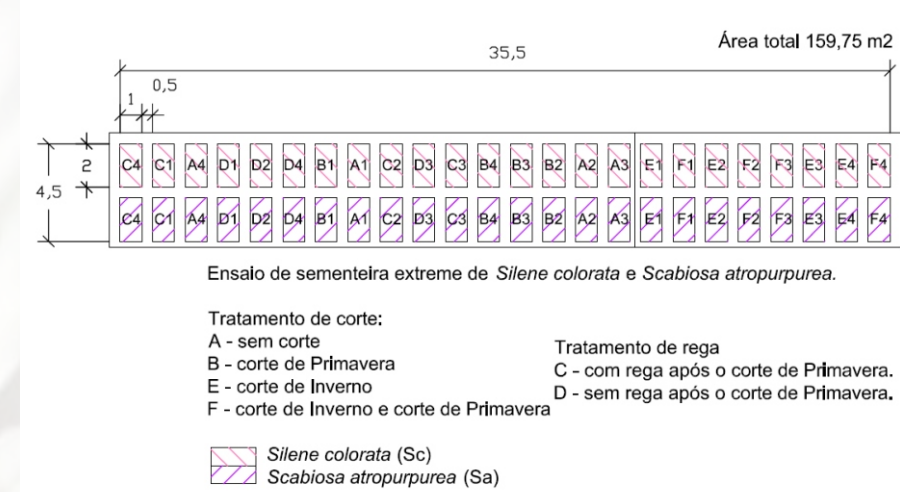 Área total 159,75 m2
35,5
0,5
1
2
4,5
C4 C1 A4 D1 D2 D4 B1 A1 C2 D3 C3 B4 B3 B2 A2 A3 E1 F1 E2 F2 F3 E3 E4 F4
C4 C1 A4 D1 D2 D4 B1 A1 C2 D3 C3 B4 B3 B2 A2 A3 E1 F1 E2 F2 F3 E3 E4 F4
Ensaio de sementeira extreme de Silene colorata e Scabiosa atropurpurea.
Tratamento de corte:
A - sem corte
B - corte de Primavera
E - corte de Inverno
F - corte de Inverno e corte de Primavera
Tratamento de rega
C - com rega após o corte de Primavera.
D - sem rega após o corte de Primavera.
Silene colorata (Sc)
Scabiosa atropurpurea (Sa)